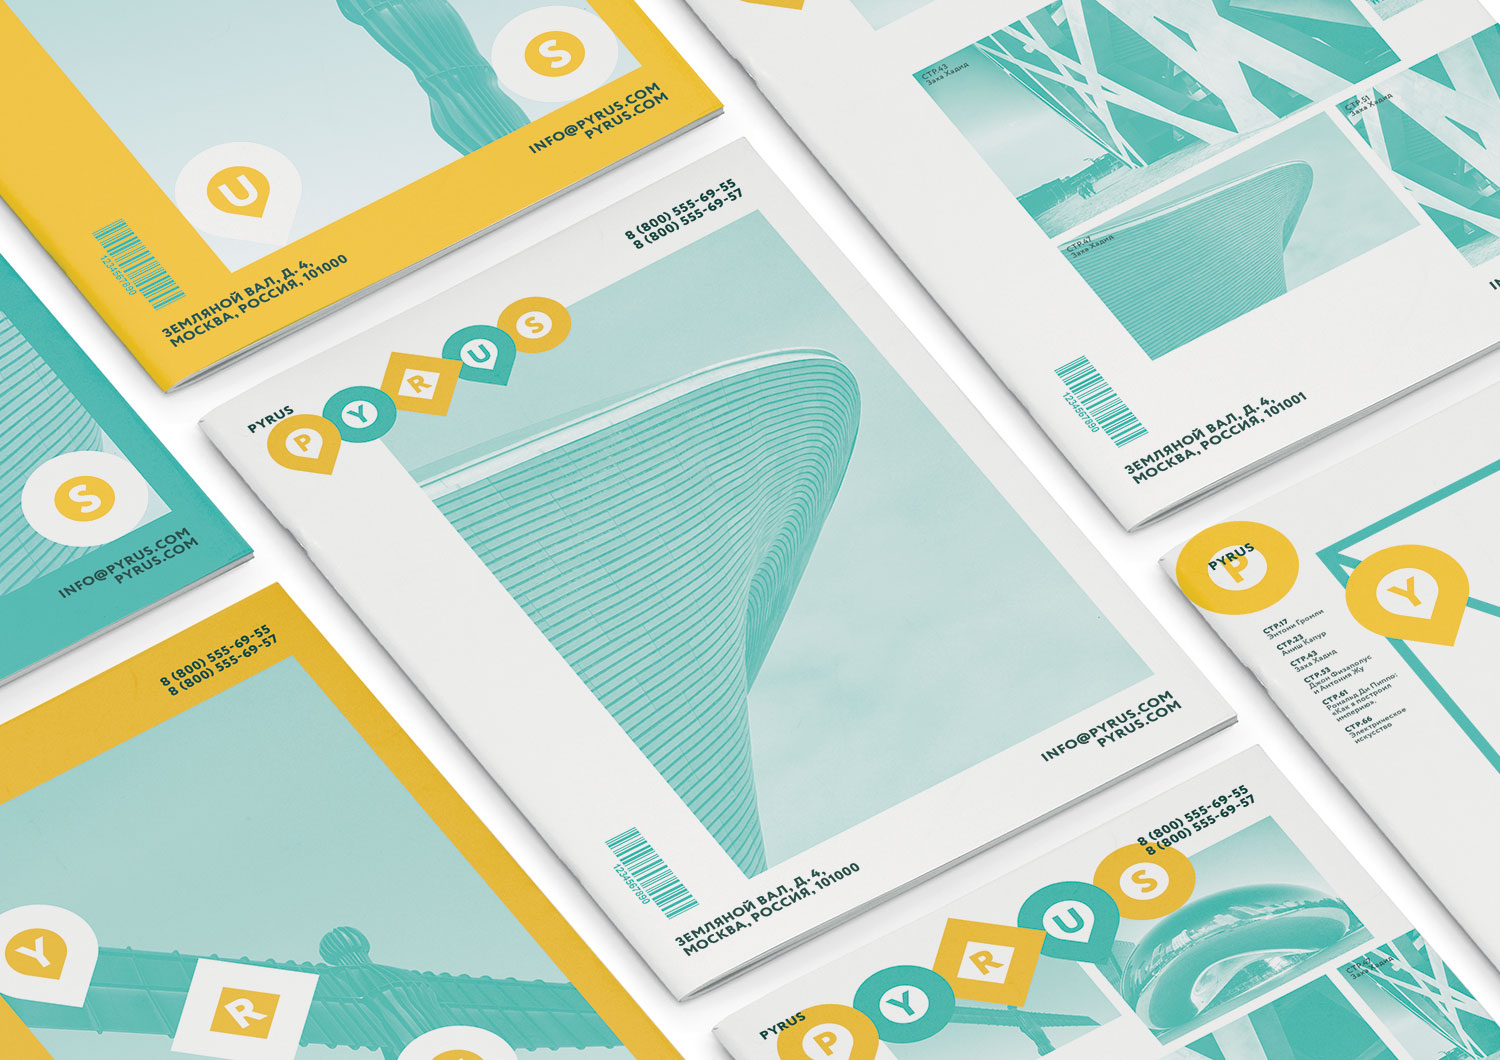 S
INFO@PYRUS.COM
PYRUS.COM
U
1234567890
ЗЕМЛЯНОЙ ВАЛ, Д. 4,
МОСКВА, РОССИЯ, 101000
СТР.43
Заха Хадид
СТР.51
Заха Хадид
СТР.47
Заха Хадид
1234567890
ЗЕМЛЯНОЙ ВАЛ, Д. 4,
МОСКВА, РОССИЯ, 101001
8 (800) 555-69-55
8 (800) 555-69-57
PYRUS
P Y R U S
INFO@PYRUS.COM
PYRUS.COM
1234567890
ЗЕМЛЯНОЙ ВАЛ, Д. 4,
МОСКВА, РОССИЯ, 101000
S
INFO@PYRUS.COM
PYRUS.COM
8 (800) 555-69-55
8 (800) 555-69-57
Y
R
PYRUS
P
Y
СТР.17
Энтони Громли
СТР.23
Аниш Капур
СТР.43
Заха Хадид
СТР.53
Джон Физаполус
и Антония Жу
СТР.61
Рональд Ди Пиппо:
«Как я построил
империю».
СТР.66
Электрическое
искусство
8 (800) 555-69-55
8 (800) 555-69-57
PYRUS
P Y R U S
СТР.47
Заха Хадид